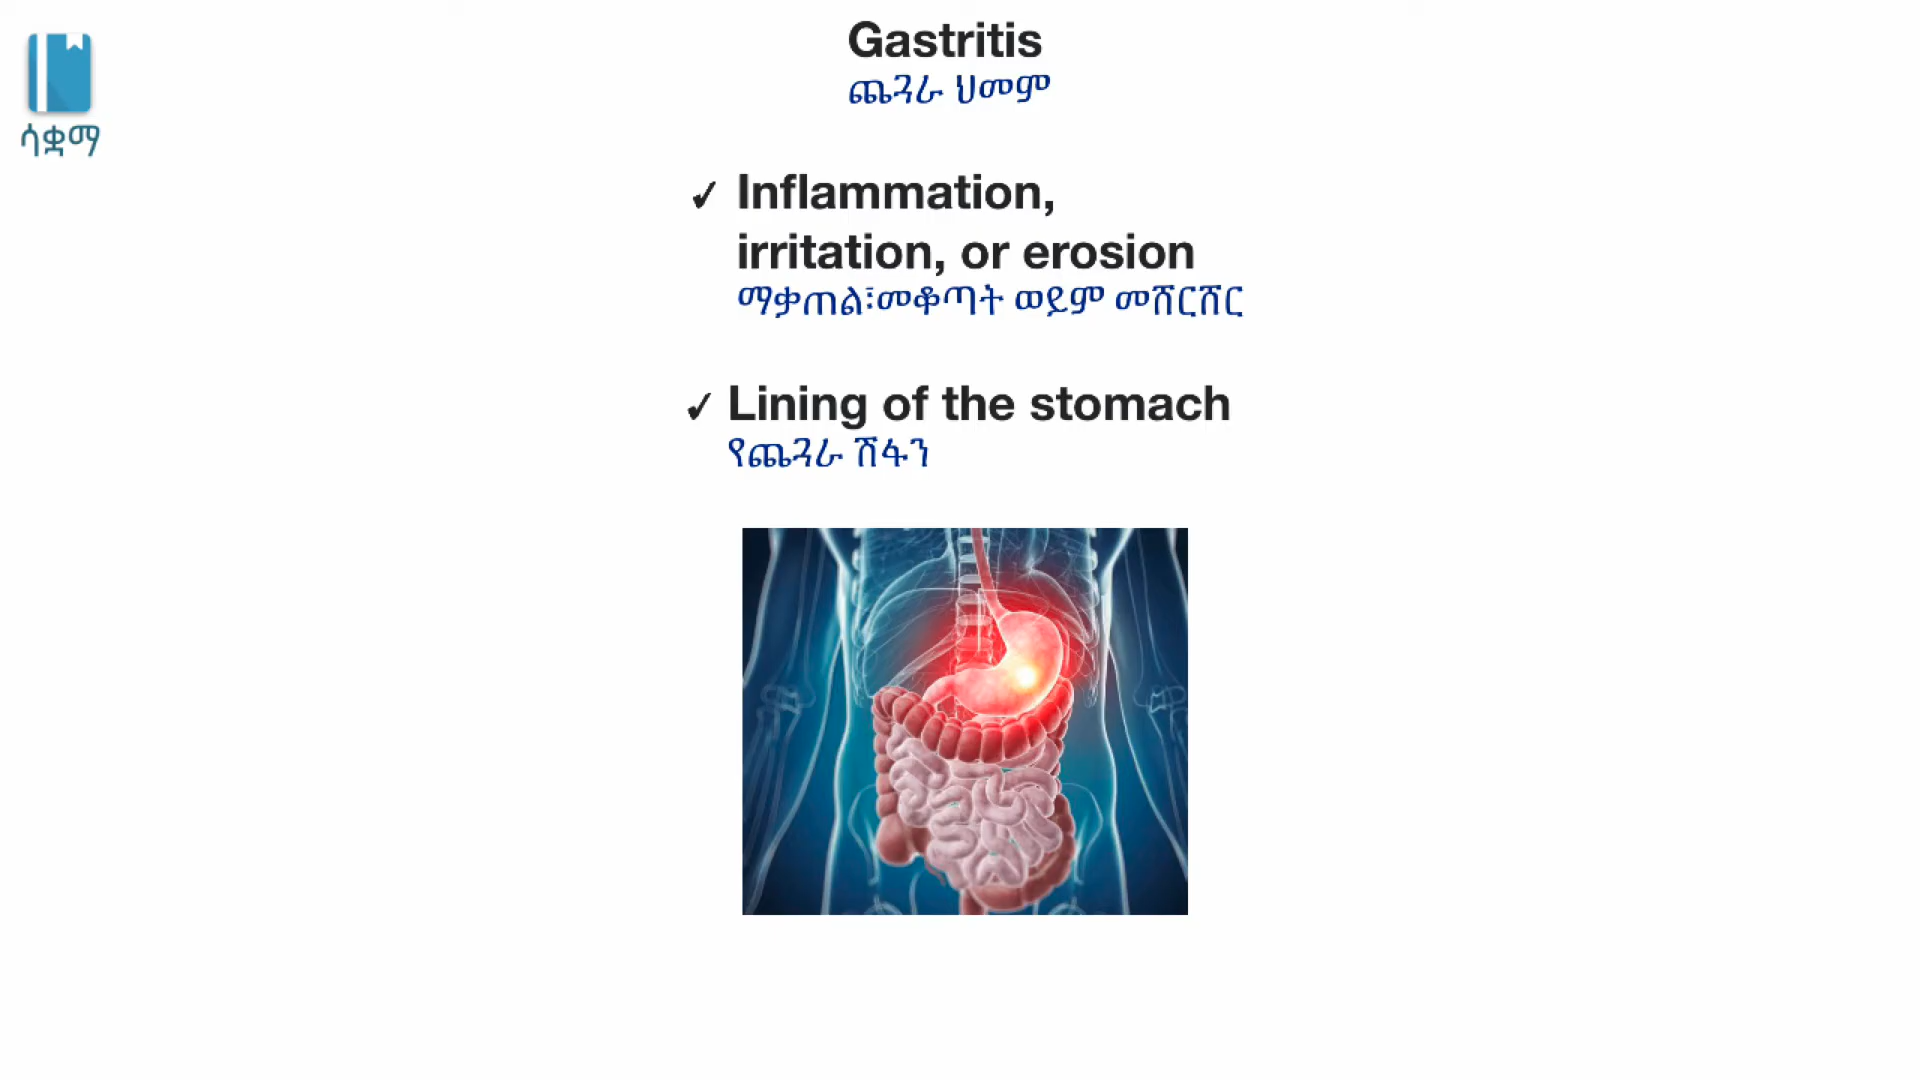 ሳቋማ
Gastritis
ጨጓራ ህመም
✓ Inflammation,
irritation, or erosion
ማቃጠል፣መቆጣት ወይም መሸርሸር
✓ Lining of the stomach
የጨጓራ ሽፋን